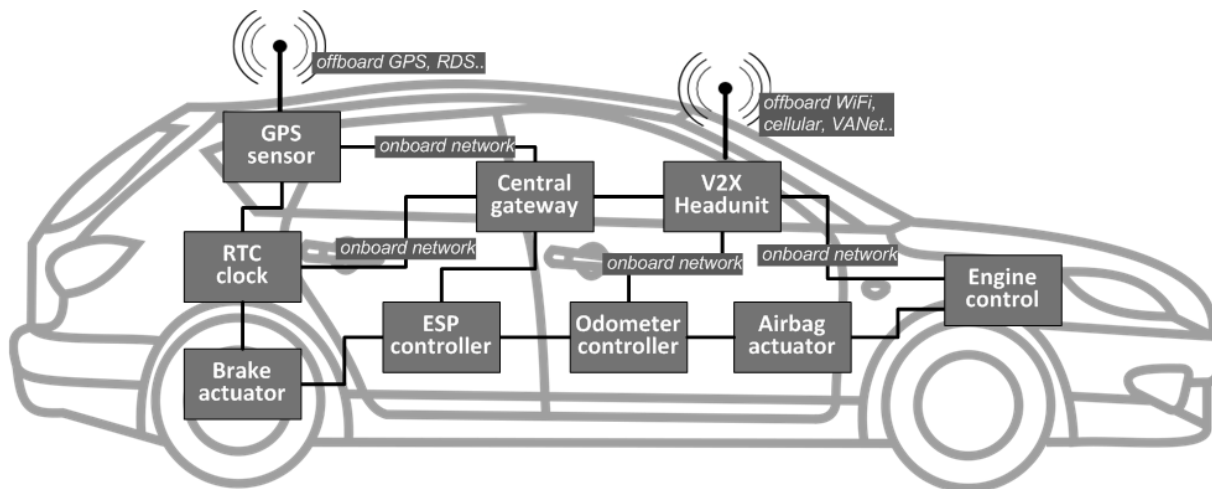 offboard GPS, RDS..
offboard WiFi,
cellular, VANet..
GPS
sensor
onboard network
Central
gateway
V2X
Headunit
RTC
clock
onboard network
onboard network
onboard network
Engine
control
ESP
controller
Odometer
controller
Airbag
actuator
Brake
actuator